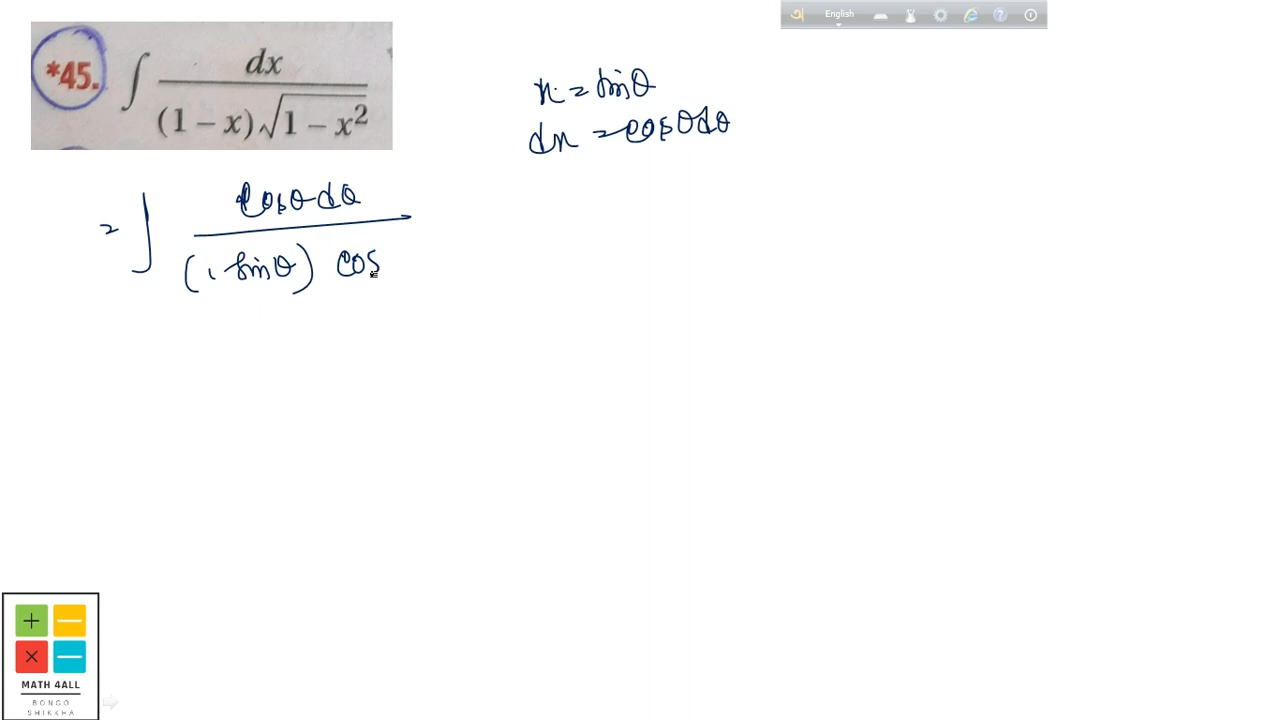 English
*45. ∫ dx / (1 − x)√1 − x²
x = sinθ
dx = cosθdθ
= ∫ cosθdθ / (1 sinθ) cos
MATH 4ALL
BONGO
SHIKKHA